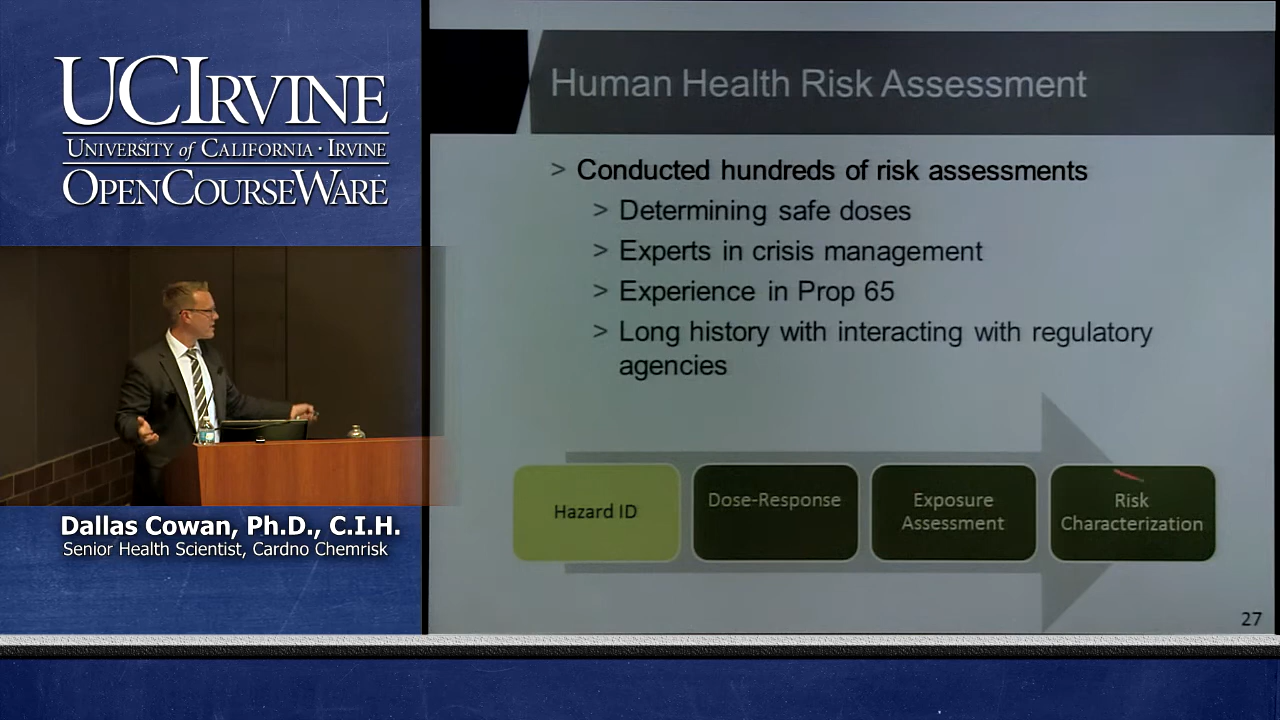 UCIRVINE
UNIVERSITY of CALIFORNIA · IRVINE
OPENCOURSEWARE
Dallas Cowan, Ph.D., C.I.H.
Senior Health Scientist, Cardno Chemrisk
Human Health Risk Assessment
> Conducted hundreds of risk assessments
> Determining safe doses
> Experts in crisis management
> Experience in Prop 65
> Long history with interacting with regulatory
agencies
Hazard ID
Dose-Response
Exposure
Assessment
Risk
Characterization
27